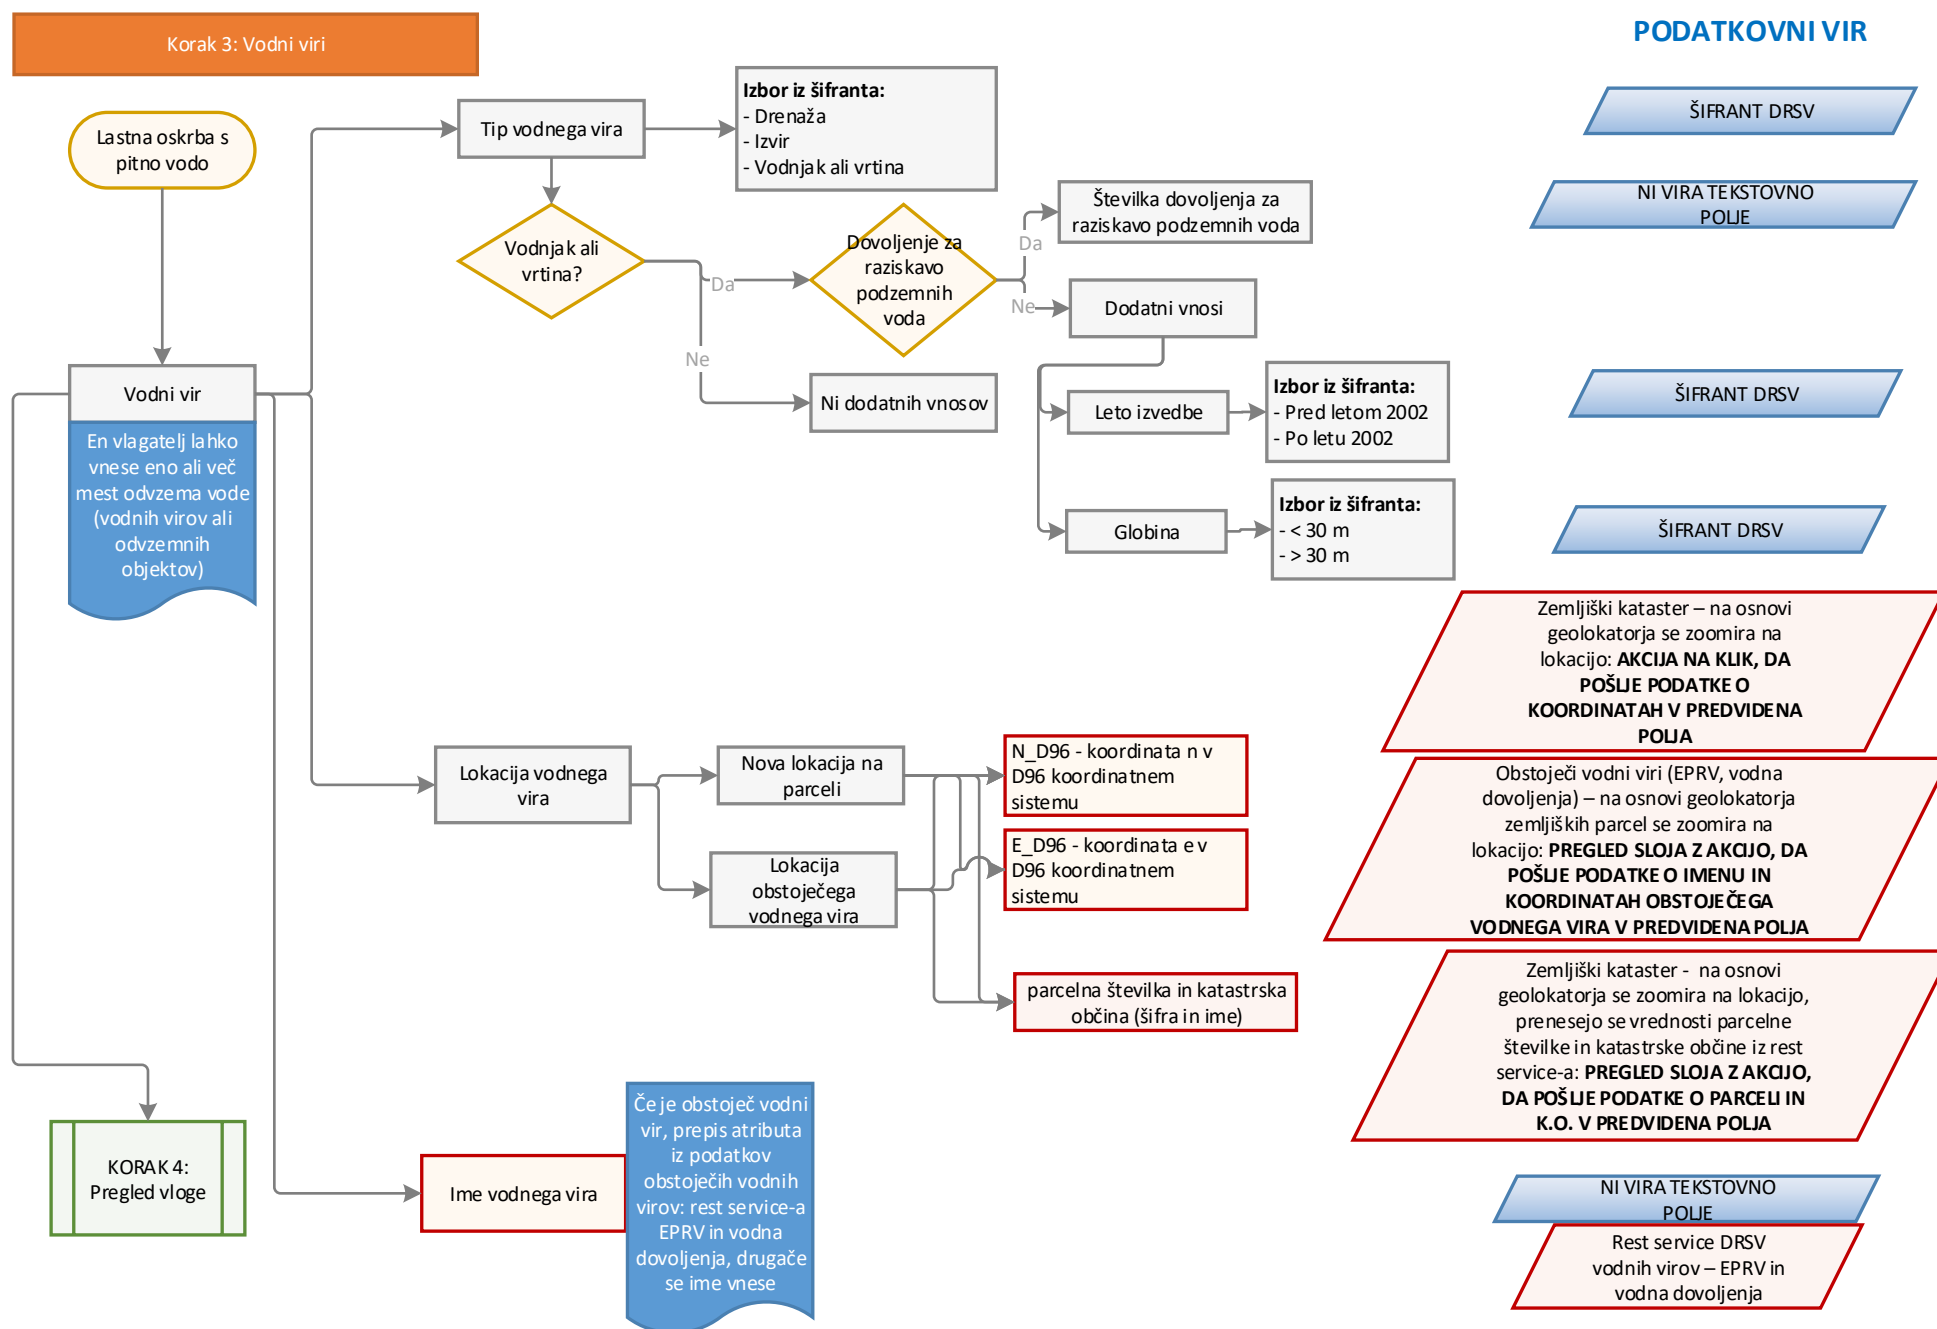 Korak 3: Vodni viri
PODATKOVNI VIR
Lastna oskrba s
pitno vodo
Tip vodnega vira
Izbor iz šifranta:
- Drenaža
- Izvir
- Vodnjak ali vrtina
ŠIFRANT DRSV
Vodnjak ali
vrtina?
Da
Ne
Dovoljenje za
raziskavo
podzemnih
voda
Da
Ne
Številka dovoljenja za
raziskavo podzemnih voda
NI VIRA TEKSTOVNO
POLJE
Dodatni vnosi
Ni dodatnih vnosov
Leto izvedbe
Izbor iz šifranta:
- Pred letom 2002
- Po letu 2002
ŠIFRANT DRSV
Globina
Izbor iz šifranta:
- < 30 m
- > 30 m
ŠIFRANT DRSV
Vodni vir
En vlagatelj lahko
vnese eno ali več
mest odvzema vode
(vodnih virov ali
odvzemnih
objektov)
Zemljiški kataster – na osnovi
geolokatorja se zoomira na
lokacijo: AKCIJA NA KLIK, DA
POŠLJE PODATKE O
KOORDINATAH V PREDVIDENA
POLJA
Lokacija vodnega
vira
Nova lokacija na
parceli
Lokacija
obstoječega
vodnega vira
N_D96 - koordinata n v
D96 koordinatnem
sistemu
E_D96 - koordinata e v
D96 koordinatnem
sistemu
parcelna številka in katastrska
občina (šifra in ime)
Obstoječi vodni viri (EPRV, vodna
dovoljenja) – na osnovi geolokatorja
zemljiških parcel se zoomira na
lokacijo: PREGLED SLOJA Z AKCIJO, DA
POŠLJE PODATKE O IMENU IN
KOORDINATAH OBSTOJEČEGA
VODNEGA VIRA V PREDVIDENA POLJA
Zemljiški kataster - na osnovi
geolokatorja se zoomira na lokacijo,
prenesejo se vrednosti parcelne
številke in katastrske občine iz rest
service-a: PREGLED SLOJA Z AKCIJO,
DA POŠLJE PODATKE O PARCELI IN
K.O. V PREDVIDENA POLJA
KORAK 4:
Pregled vloge
Ime vodnega vira
Če je obstoječ vodni
vir, prepis atributa
iz podatkov
obstoječih vodnih
virov: rest service-a
EPRV in vodna
dovoljenja, drugače
se ime vnese
NI VIRA TEKSTOVNO
POLJE
Rest service DRSV
vodnih virov – EPRV in
vodna dovoljenja